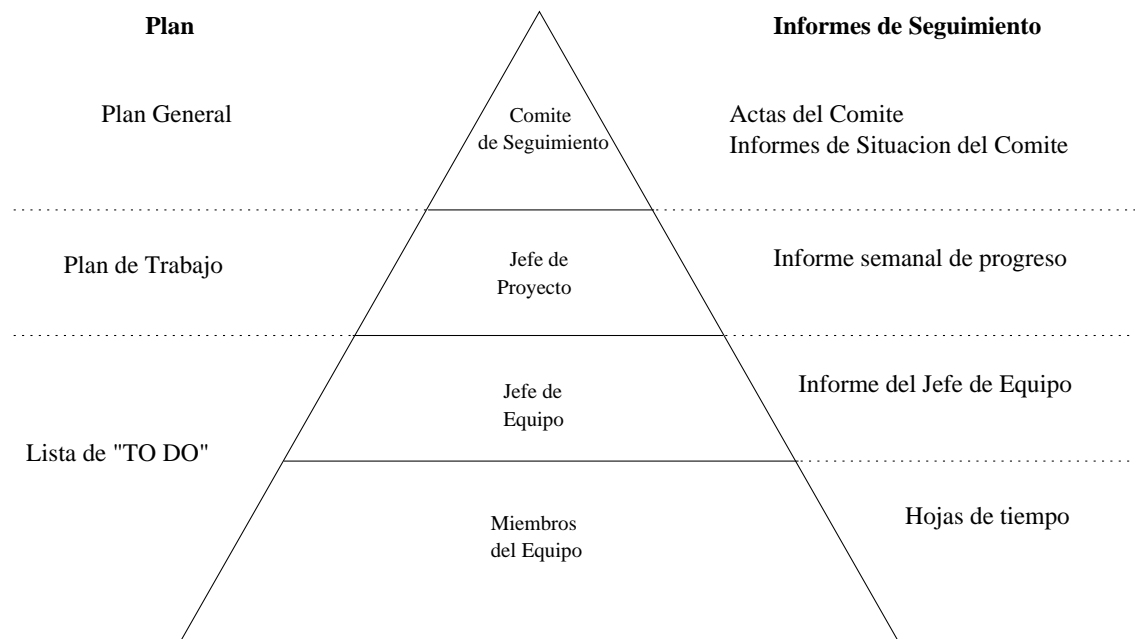 Plan
Informes de Seguimiento
Plan General
Comite
de Seguimiento
Actas del Comite
Informes de Situacion del Comite
Plan de Trabajo
Jefe de
Proyecto
Informe semanal de progreso
Jefe de
Equipo
Informe del Jefe de Equipo
Lista de "TO DO"
Miembros
del Equipo
Hojas de tiempo